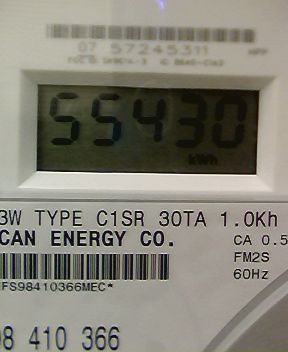 07 57245311
55430
kWh
3W TYPE C1SR 30TA 1.0Kh
CAN ENERGY CO.
CA 0.5
FM2S
60Hz
FS98410366MEC*
98 410 366